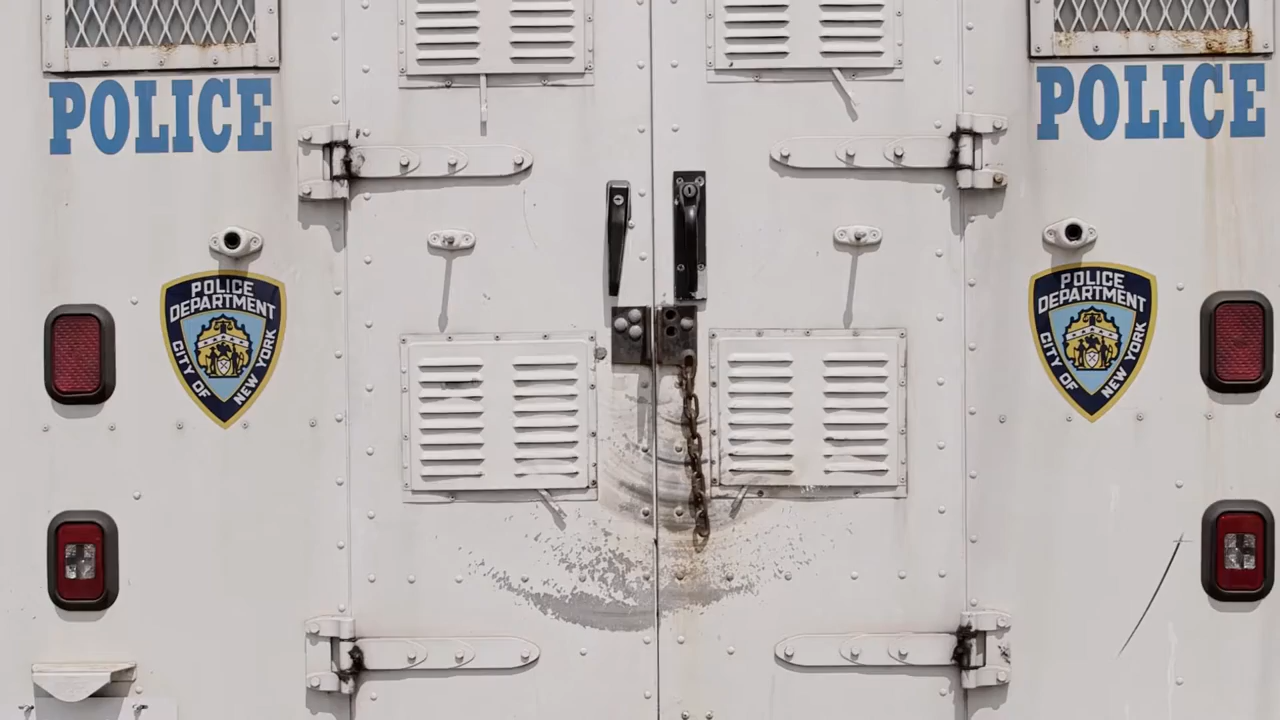 POLICE
POLICE
POLICE
DEPARTMENT
CITY OF
NEW YORK
POLICE
DEPARTMENT
CITY OF
NEW YORK